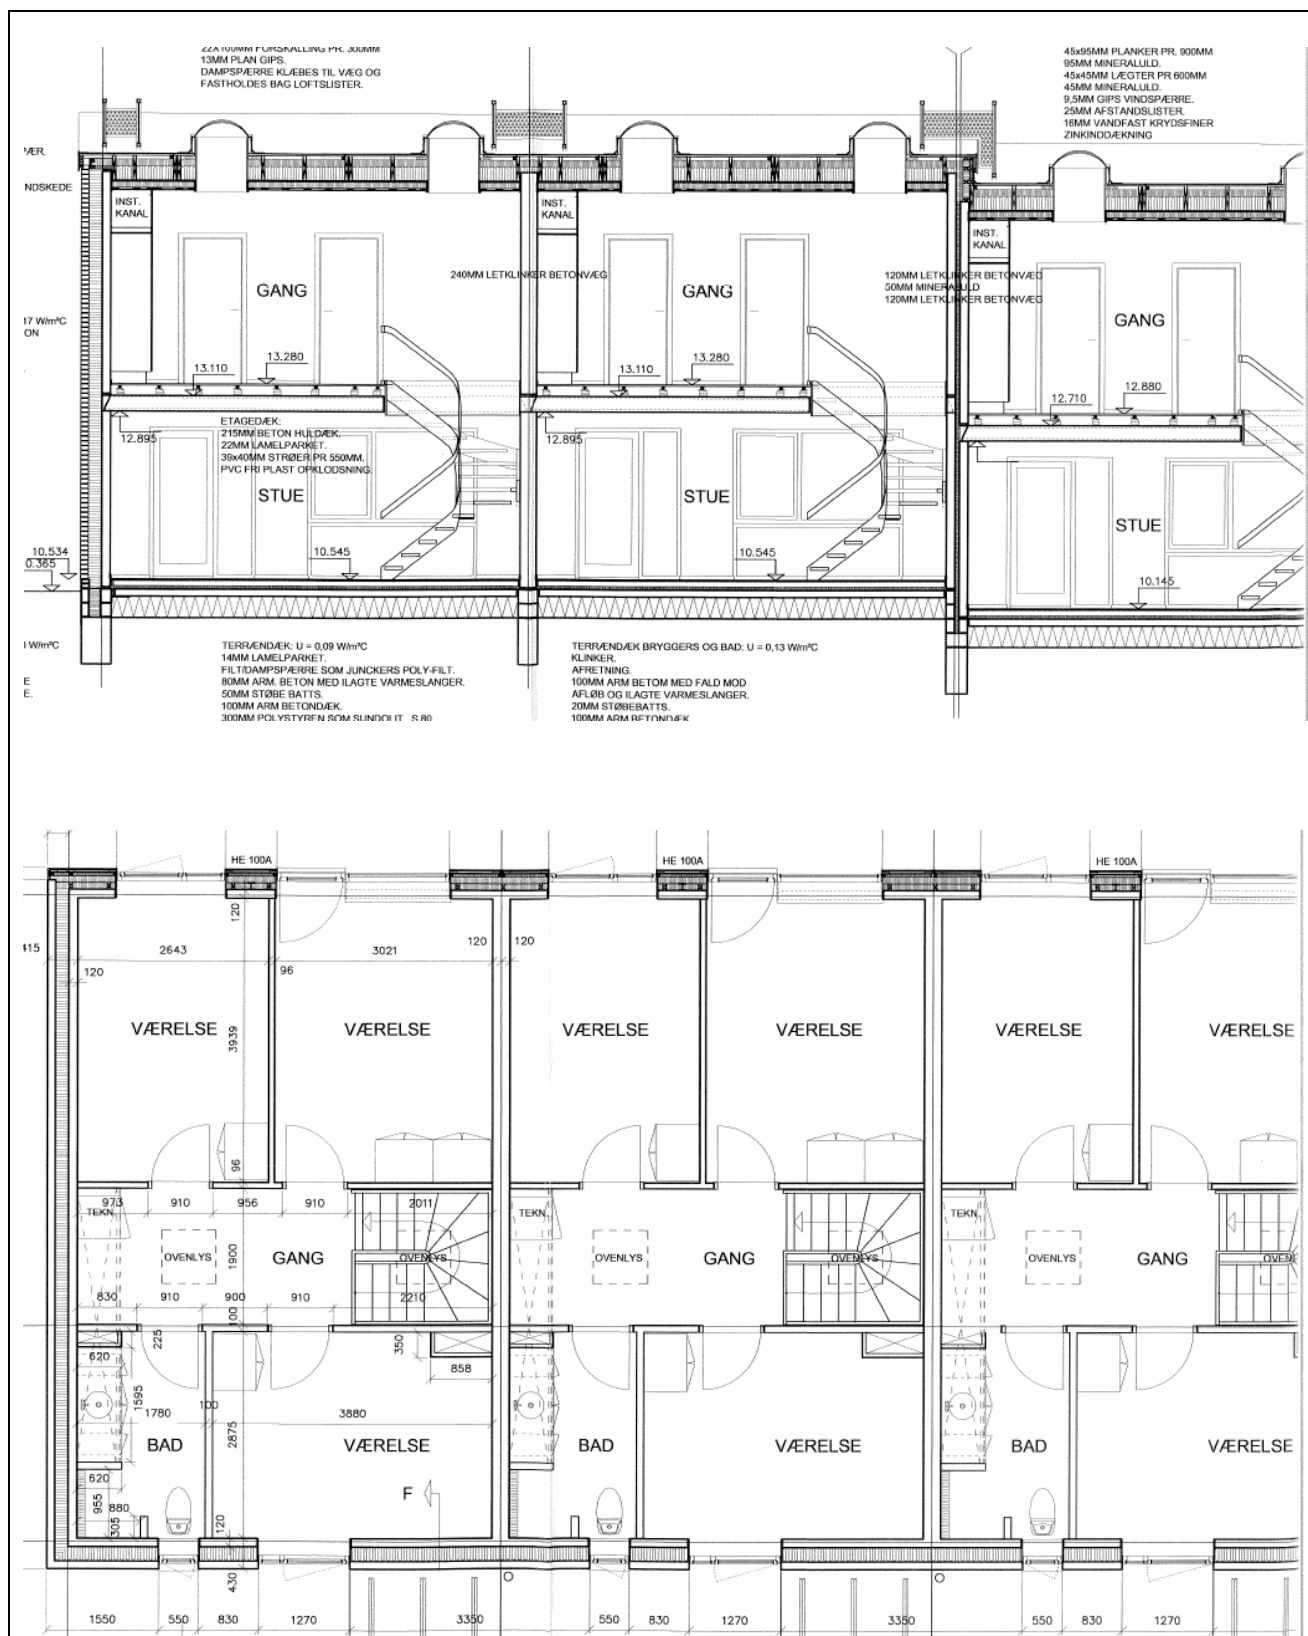 22X100MM FORSKALLING PR. 300MM
13MM PLAN GIPS.
DAMPSPÆRRE KLÆBES TIL VÆG OG
FASTHOLDES BAG LOFTSLISTER.
45x95MM PLANKER PR. 900MM
95MM MINERALULD.
45x45MM LÆGTER PR 600MM
45MM MINERALULD.
9,5MM GIPS VINDSPÆRRE.
25MM AFSTANDSLISTER.
16MM VANDFAST KRYDSFINER
ZINKINDDÆKNING
ÆR.
NDSKEDE
INST.
KANAL
INST.
KANAL
INST.
KANAL
240MM LETKLINKER BETONVÆG
120MM LETKLINKER BETONVÆG
50MM MINERALULD
120MM LETKLINKER BETONVÆG
GANG
GANG
GANG
17 W/m²C
ON
13.110
13.280
13.110
13.280
12.710
12.880
12.895
12.895
ETAGEDÆK:
215MM BETON HULDÆK.
22MM LAMELPARKET.
39x40MM STRØER PR 550MM.
PVC FRI PLAST OPKLODSNING.
STUE
STUE
STUE
10.534
0.365
10.545
10.545
10.145
W/m²C
E
E.
TERRÆNDÆK: U = 0,09 W/m²C
14MM LAMELPARKET.
FILT/DAMPSPÆRRE SOM JUNCKERS POLY-FILT.
80MM ARM. BETON MED ILAGTE VARMESLANGER.
50MM STØBE BATTS.
100MM ARM BETONDÆK.
300MM POLYSTYREN SOM SUNDOLIT S 80.
TERRÆNDÆK BRYGGERS OG BAD: U = 0,13 W/m²C
KLINKER.
AFRETNING.
100MM ARM BETOM MED FALD MOD
AFLØB OG ILAGTE VARMESLANGER.
20MM STØBEBATTS.
100MM ARM BETONDÆK
HE 100A
HE 100A
HE 100A
415
120
2643
120
96
3021
120
120
VÆRELSE
3939
VÆRELSE
VÆRELSE
VÆRELSE
VÆRELSE
VÆRELSE
96
973
910
956
910
2011
TEKN.
TEKN.
TEKN.
OVENLYS
1900
GANG
OVENLYS
OVENLYS
GANG
OVENLYS
OVENLYS
GANG
OVENL
830
910
900
910
2210
100
225
350
620
858
1595
1780
100
2875
3880
BAD
VÆRELSE
BAD
VÆRELSE
BAD
VÆRELSE
620
955
880
305
F
120
430
1550
550
830
1270
3350
550
830
1270
3350
550
830
1270